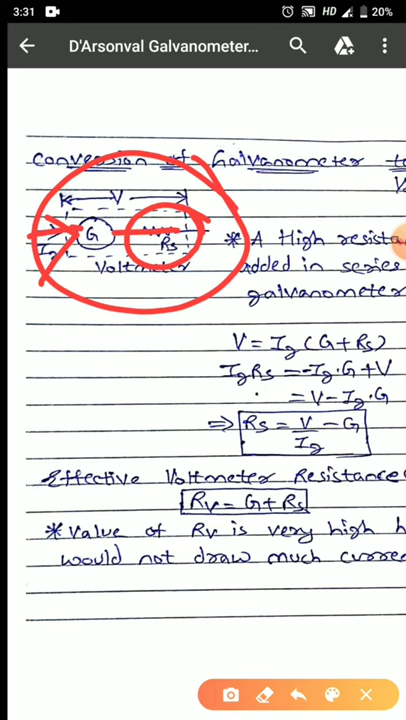 3:31 HD 20%
D'Arsonval Galvanometer...
Conversion of Galvanometer to
V
V
G
Rs
Ig
Voltmeter
* A High resista
added in series
galvanometer
V = Ig (G+Rs)
IgRs = -Ig.G + V
= V - Ig.G
⇒ Rs = V/Ig - G
Effective Voltmeter Resistance
Rv = G + Rs
* Value of Rv is very high h
would not draw much curre